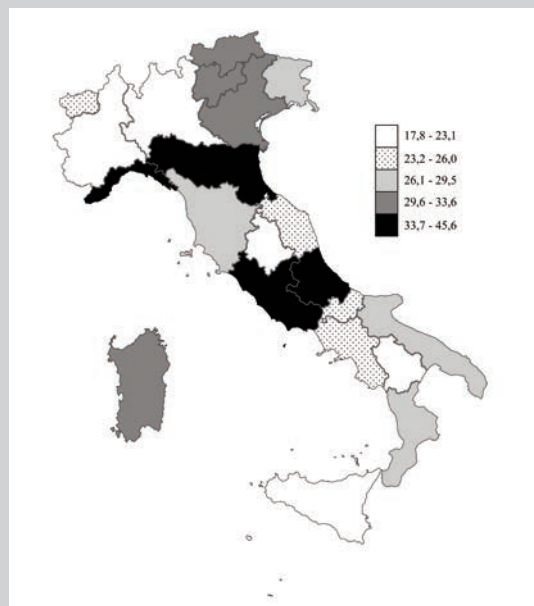 17,8 - 23,1
23,2 - 26,0
26,1 - 29,5
29,6 - 33,6
33,7 - 45,6